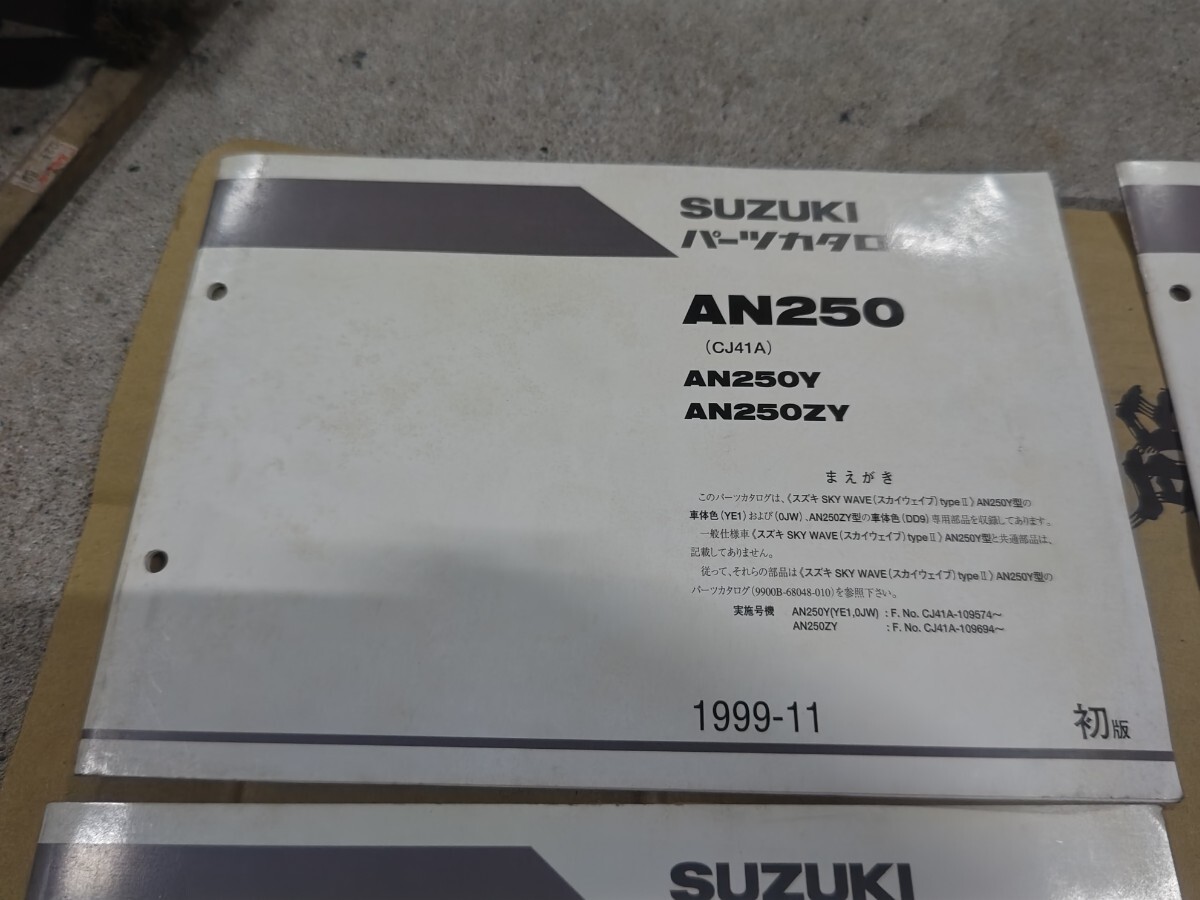 SUZUKI
パーツカタログ
AN250
(CJ41A)
AN250Y
AN250ZY
まえがき
このパーツカタログは、《スズキ SKY WAVE(スカイウェイブ) typeⅡ》AN250Y型の
車体色(YE1)および(0JW)、AN250ZY型の車体色(DD9)専用部品を収録してあります。
一般仕様車《スズキ SKY WAVE(スカイウェイブ) typeⅡ》AN250Y型と共通部品は、
記載してありません。
従って、それらの部品は《スズキ SKY WAVE(スカイウェイブ) typeⅡ》AN250Y型の
パーツカタログ(9900B-68048-010)を参照下さい。
実施号機 AN250Y(YE1,0JW) : F. No. CJ41A-109574～
AN250ZY : F. No. CJ41A-109694～
1999-11
初版
SUZUKI